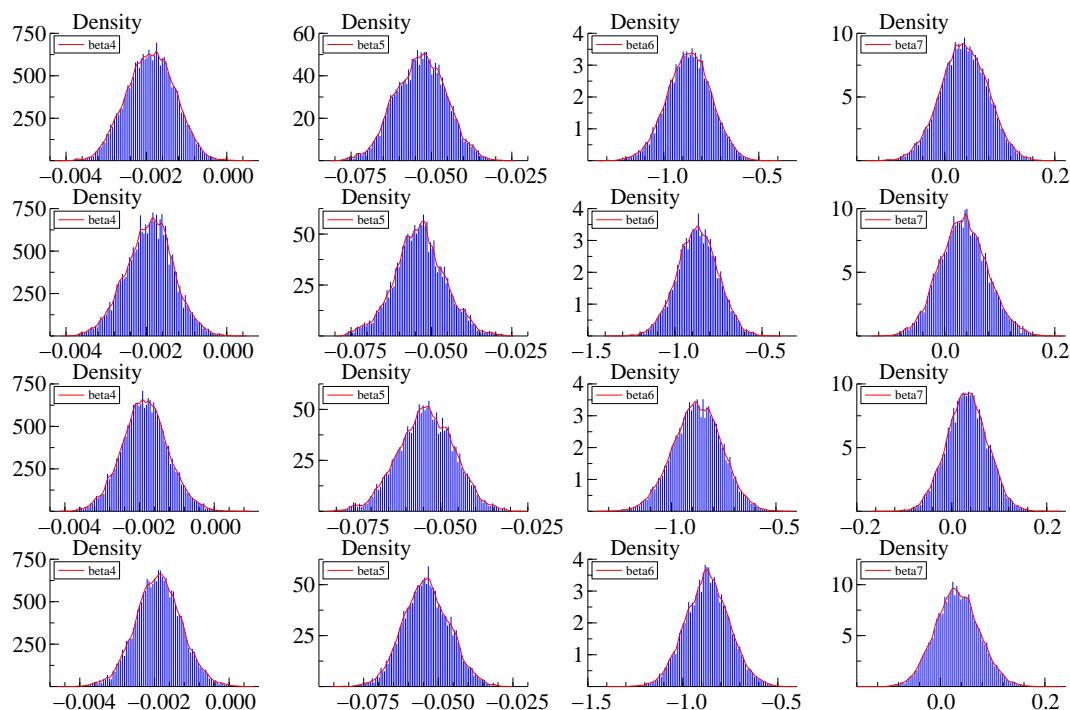 Density Density Density Density
750 beta4 60 beta5 4 beta6 10 beta7
500 40 3 5
250 20 2
1
−0.004 −0.002 0.000 −0.075 −0.050 −0.025 −1.0 −0.5 0.0 0.2
Density Density Density Density
750 beta4 50 beta5 4 beta6 10 beta7
500 25 3 5
250 2
1
−0.004 −0.002 0.000 −0.075 −0.050 −0.025 −1.5 −1.0 −0.5 0.0 0.2
Density Density Density Density
750 beta4 50 beta5 4 beta6 10 beta7
500 25 3 5
250 2
1
−0.004 −0.002 0.000 −0.075 −0.050 −0.025 −1.0 −0.5 −0.2 0.0 0.2
Density Density Density Density
750 beta4 50 beta5 4 beta6 10 beta7
500 25 3 5
250 2
1
−0.004 −0.002 0.000 −0.075 −0.050 −0.025 −1.5 −1.0 −0.5 0.0 0.2